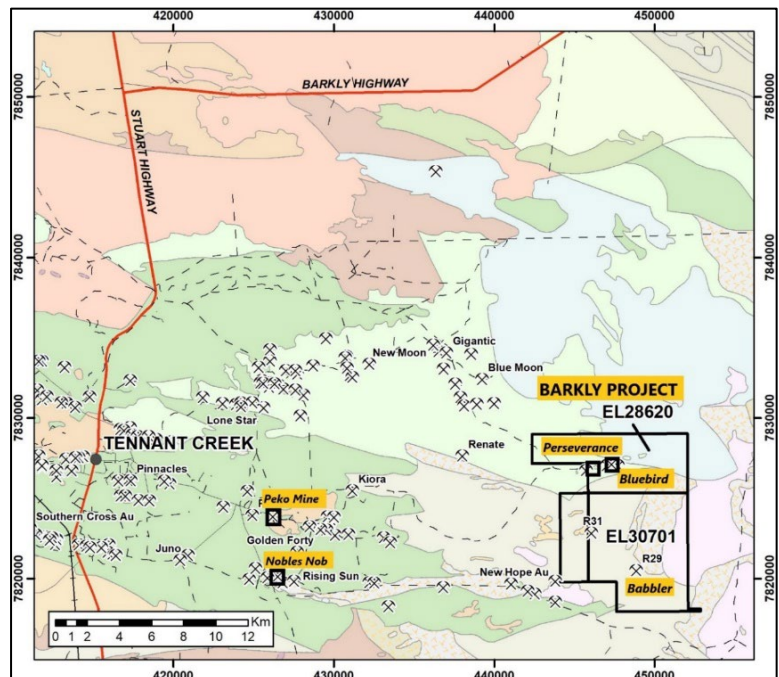 420000
430000
440000
450000
7850000
BARKLY HIGHWAY
STUART HIGHWAY
7840000
7840000
7850000
New Moon
Gigantic
Blue Moon
BARKLY PROJECT
EL28620
7830000
7830000
Lone Star
TENNANT CREEK
Renate
Perseverance
Bluebird
Pinnacles
Kiora
Peko Mine
Southern Cross Au
Golden Forty
R31
EL30701
Juno
Nobles Nob
Rising Sun
New Hope Au
R29
Babbler
7820000
7820000
0 1 2 4 6 8 10 12 Km
420000
430000
440000
450000